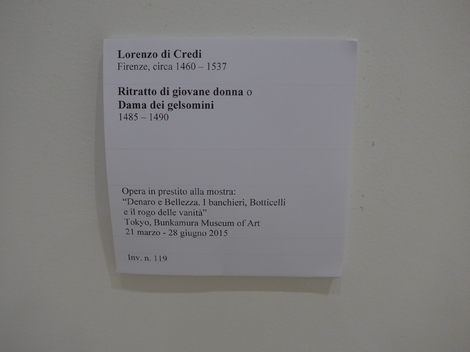 Lorenzo di Credi
Firenze, circa 1460 – 1537
Ritratto di giovane donna o
Dama dei gelsomini
1485 – 1490
Opera in prestito alla mostra:
“Denaro e Bellezza. I banchieri, Botticelli
e il rogo delle vanità”
Tokyo, Bunkamura Museum of Art
21 marzo - 28 giugno 2015
Inv. n. 119